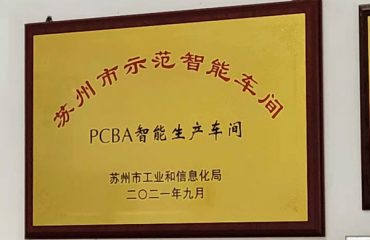 苏州市示范智能车间
PCBA智能生产车间
苏州市工业和信息化局
二〇二一年九月